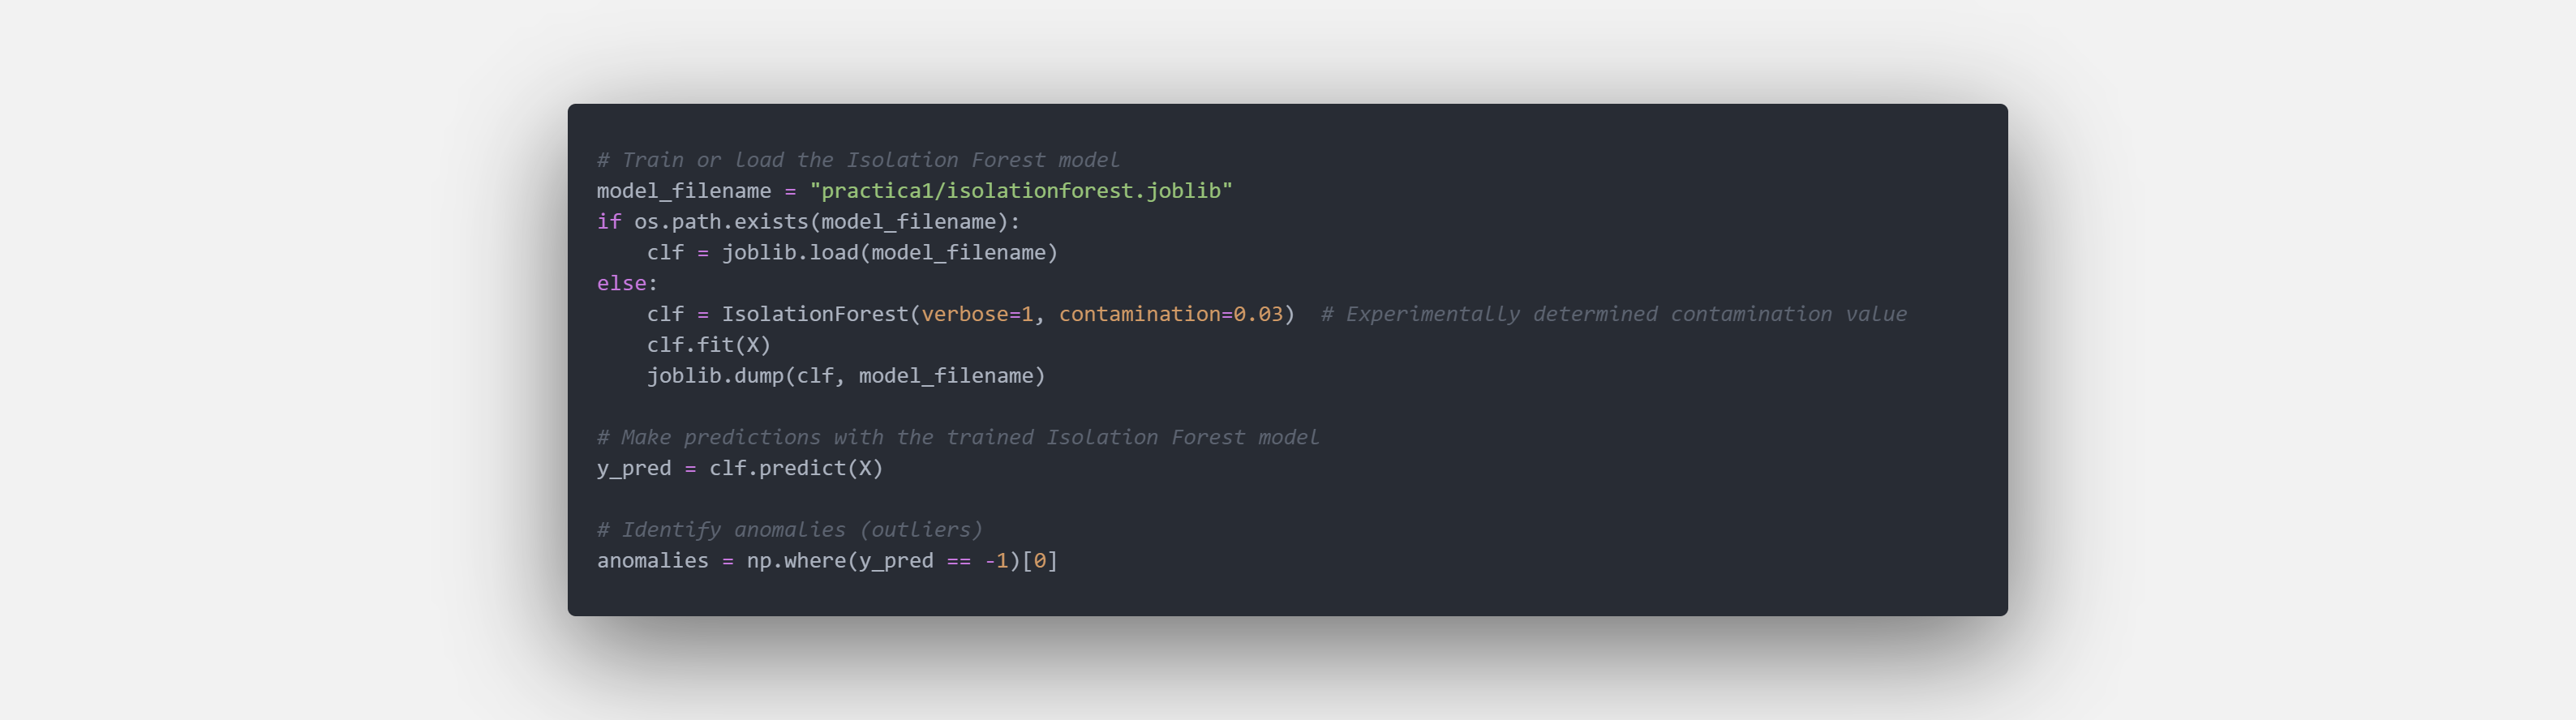 # Train or load the Isolation Forest model
model_filename = "practica1/isolationforest.joblib"
if os.path.exists(model_filename):
    clf = joblib.load(model_filename)
else:
    clf = IsolationForest(verbose=1, contamination=0.03)  # Experimentally determined contamination value
    clf.fit(X)
    joblib.dump(clf, model_filename)

# Make predictions with the trained Isolation Forest model
y_pred = clf.predict(X)

# Identify anomalies (outliers)
anomalies = np.where(y_pred == -1)[0]